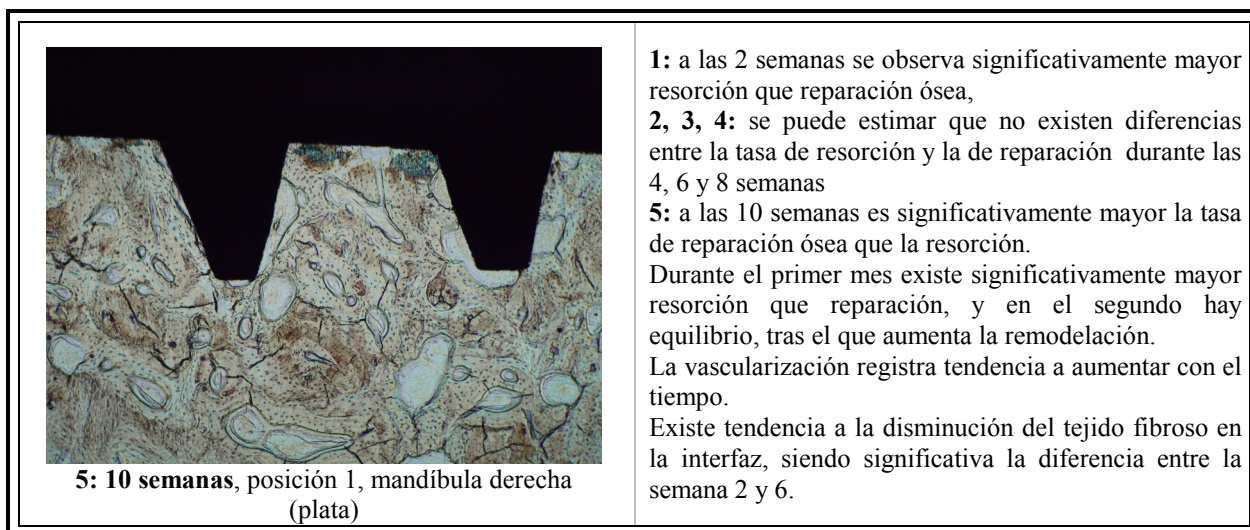 5: 10 semanas, posición 1, mandíbula derecha
(plata)
1: a las 2 semanas se observa significativamente mayor
resorción que reparación ósea,
2, 3, 4: se puede estimar que no existen diferencias
entre la tasa de resorción y la de reparación durante las
4, 6 y 8 semanas
5: a las 10 semanas es significativamente mayor la tasa
de reparación ósea que la resorción.
Durante el primer mes existe significativamente mayor
resorción que reparación, y en el segundo hay
equilibrio, tras el que aumenta la remodelación.
La vascularización registra tendencia a aumentar con el
tiempo.
Existe tendencia a la disminución del tejido fibroso en
la interfaz, siendo significativa la diferencia entre la
semana 2 y 6.